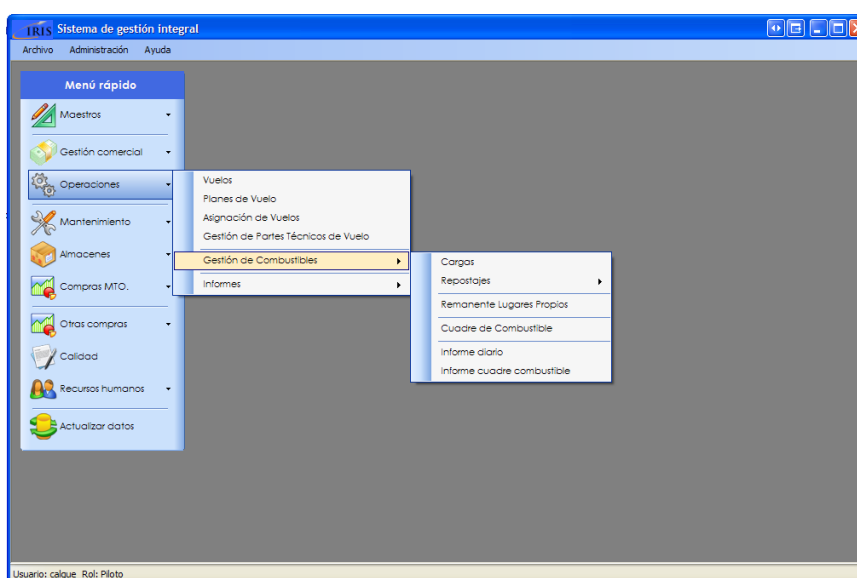 IRIS Sistema de gestión integral
Archivo Administración Ayuda
Menú rápido
Maestros
Gestión comercial
Operaciones
Mantenimiento
Almacenes
Compras MTO.
Otras compras
Calidad
Recursos humanos
Actualizar datos
Vuelos
Planes de Vuelo
Asignación de Vuelos
Gestión de Partes Técnicos de Vuelo
Gestión de Combustibles
Informes
Cargas
Repostajes
Remanente Lugares Propios
Cuadre de Combustible
Informe diario
Informe cuadre combustible
Usuario: calque Rol: Piloto